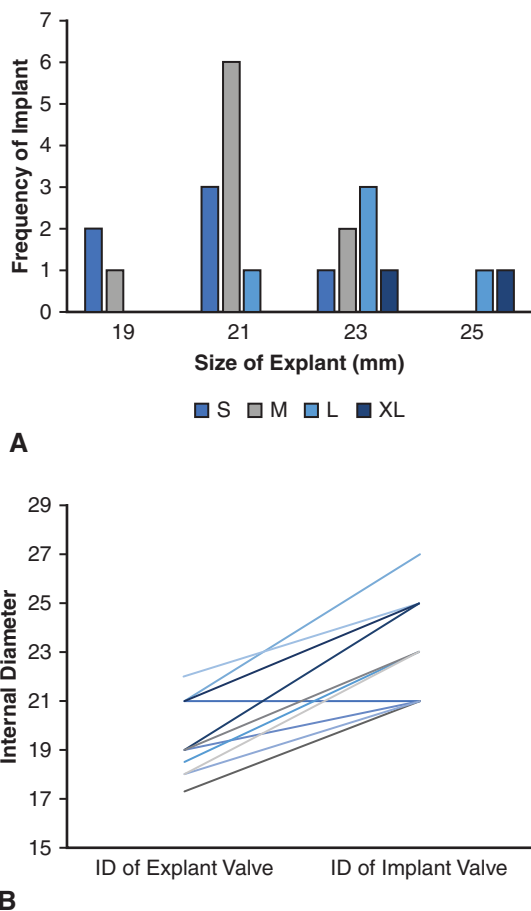 7
6
5
4
3
2
1
0
Frequency of Implant
19 21 23 25
Size of Explant (mm)
S M L XL
A
29
27
25
23
21
19
17
15
Internal Diameter
ID of Explant Valve ID of Implant Valve
B